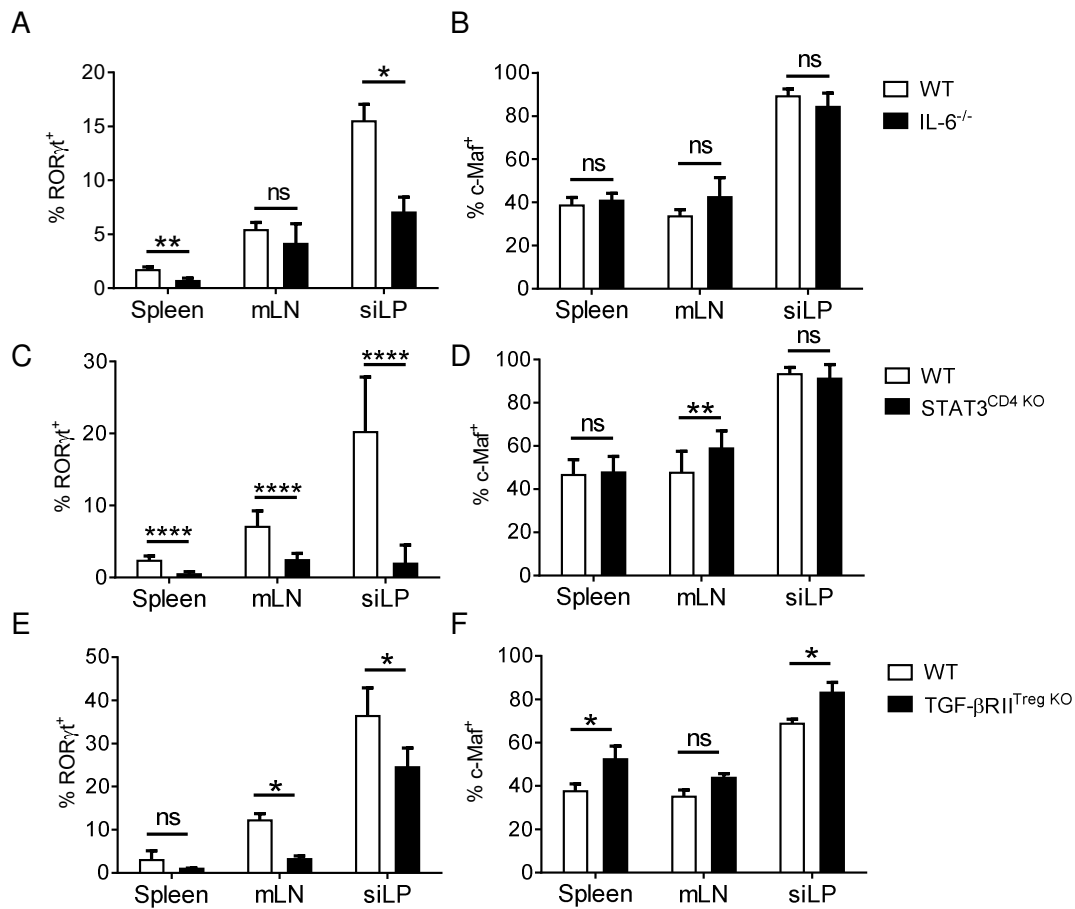 A
% RORγt⁺
20
15
10
5
0
**
ns
*
Spleen mLN siLP
B
% c-Maf⁺
100
80
60
40
20
0
ns
ns
ns
Spleen mLN siLP
WT
IL-6⁻/⁻
C
% RORγt⁺
30
20
10
0
****
****
****
Spleen mLN siLP
D
% c-Maf⁺
100
80
60
40
20
0
ns
**
ns
Spleen mLN siLP
WT
STAT3CD4 KO
E
% RORγt⁺
50
40
30
20
10
0
ns
*
*
Spleen mLN siLP
F
% c-Maf⁺
100
80
60
40
20
0
*
ns
*
Spleen mLN siLP
WT
TGF-βRIITreg KO